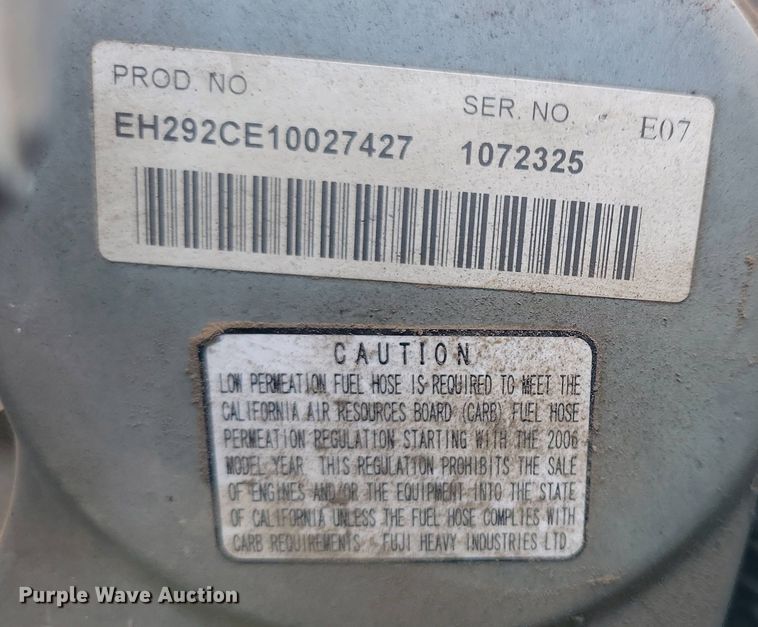 PROD. NO.
SER. NO.
E07
EH292CE10027427
1072325
CAUTION
LOW PERMEATION FUEL HOSE IS REQUIRED TO MEET THE
CALIFORNIA AIR RESOURCES BOARD (CARB) FUEL HOSE
PERMEATION REGULATION STARTING WITH THE 2006
MODEL YEAR. THIS REGULATION PROHIBITS THE SALE
OF ENGINES AND/OR THE EQUIPMENT INTO THE STATE
OF CALIFORNIA UNLESS THE FUEL HOSE COMPLIES WITH
CARB REQUIREMENTS. FUJI HEAVY INDUSTRIES LTD.
Purple Wave Auction